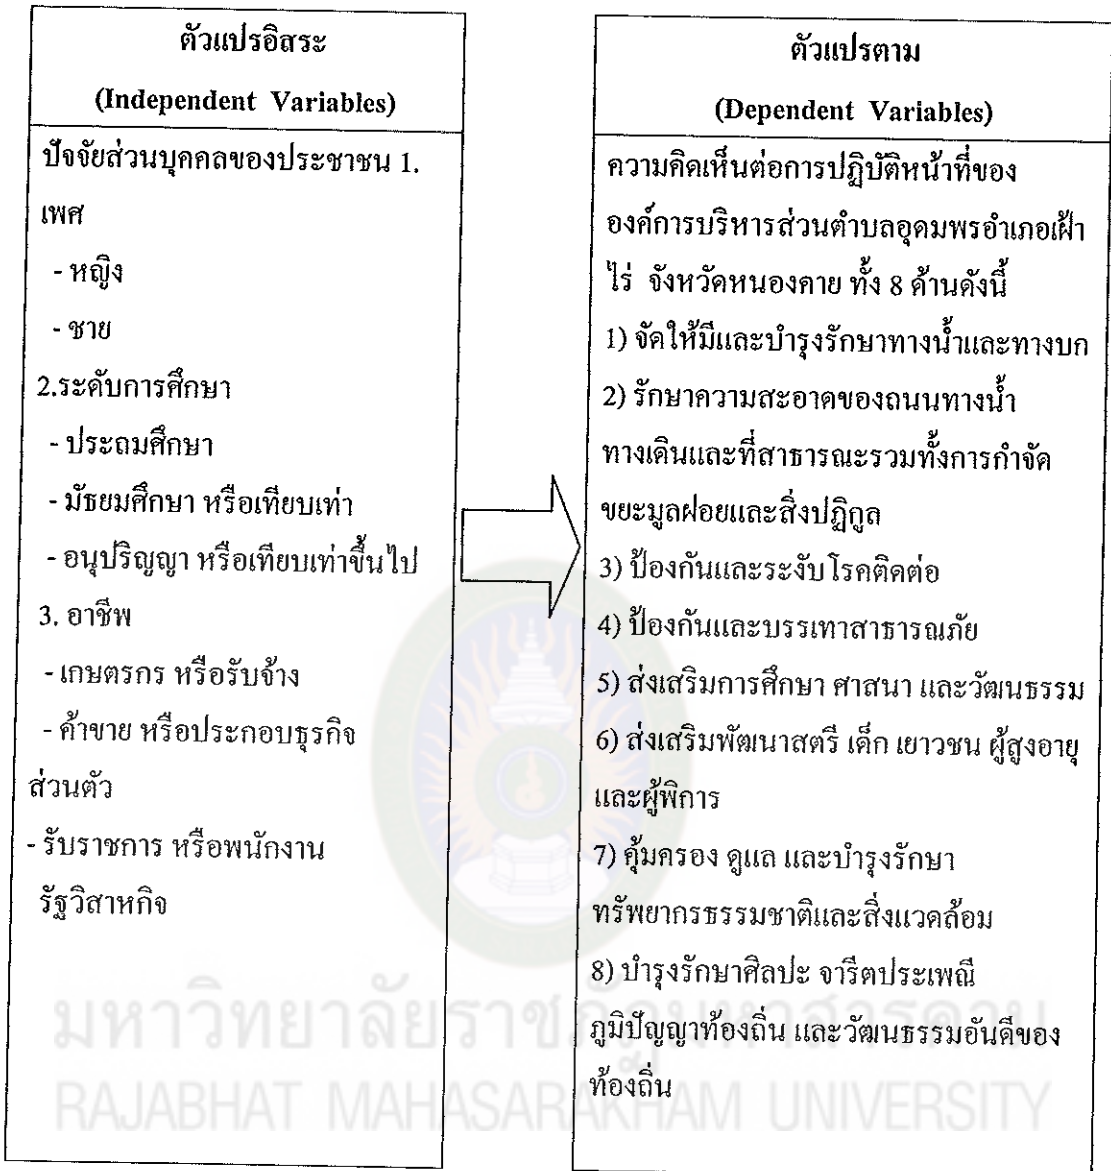 ตัวแปรอิสระ
(Independent Variables)
ปัจจัยส่วนบุคคลของประชาชน 1.
เพศ
- หญิง
- ชาย
2.ระดับการศึกษา
- ประถมศึกษา
- มัธยมศึกษา หรือเทียบเท่า
- อนุปริญญา หรือเทียบเท่าขึ้นไป
3. อาชีพ
- เกษตรกร หรือรับจ้าง
- ค้าขาย หรือประกอบธุรกิจ
ส่วนตัว
- รับราชการ หรือพนักงาน
รัฐวิสาหกิจ
ตัวแปรตาม
(Dependent Variables)
ความคิดเห็นต่อการปฏิบัติหน้าที่ของ
องค์การบริหารส่วนตำบลอุดมพรอำเภอเฝ้า
ไร่ จังหวัดหนองคาย ทั้ง 8 ด้านดังนี้
1) จัดให้มีและบำรุงรักษาทางน้ำและทางบก
2) รักษาความสะอาดของถนนทางน้ำ
ทางเดินและที่สาธารณะรวมทั้งการกำจัด
ขยะมูลฝอยและสิ่งปฏิกูล
3) ป้องกันและระงับโรคติดต่อ
4) ป้องกันและบรรเทาสาธารณภัย
5) ส่งเสริมการศึกษา ศาสนา และวัฒนธรรม
6) ส่งเสริมพัฒนาสตรี เด็ก เยาวชน ผู้สูงอายุ
และผู้พิการ
7) คุ้มครอง ดูแล และบำรุงรักษา
ทรัพยากรธรรมชาติและสิ่งแวดล้อม
8) บำรุงรักษาศิลปะ จารีตประเพณี
ภูมิปัญญาท้องถิ่น และวัฒนธรรมอันดีของ
ท้องถิ่น
มหาวิทยาลัยราชภัฏมหาสารคาม
RAJABHAT MAHASARAKHAM UNIVERSITY